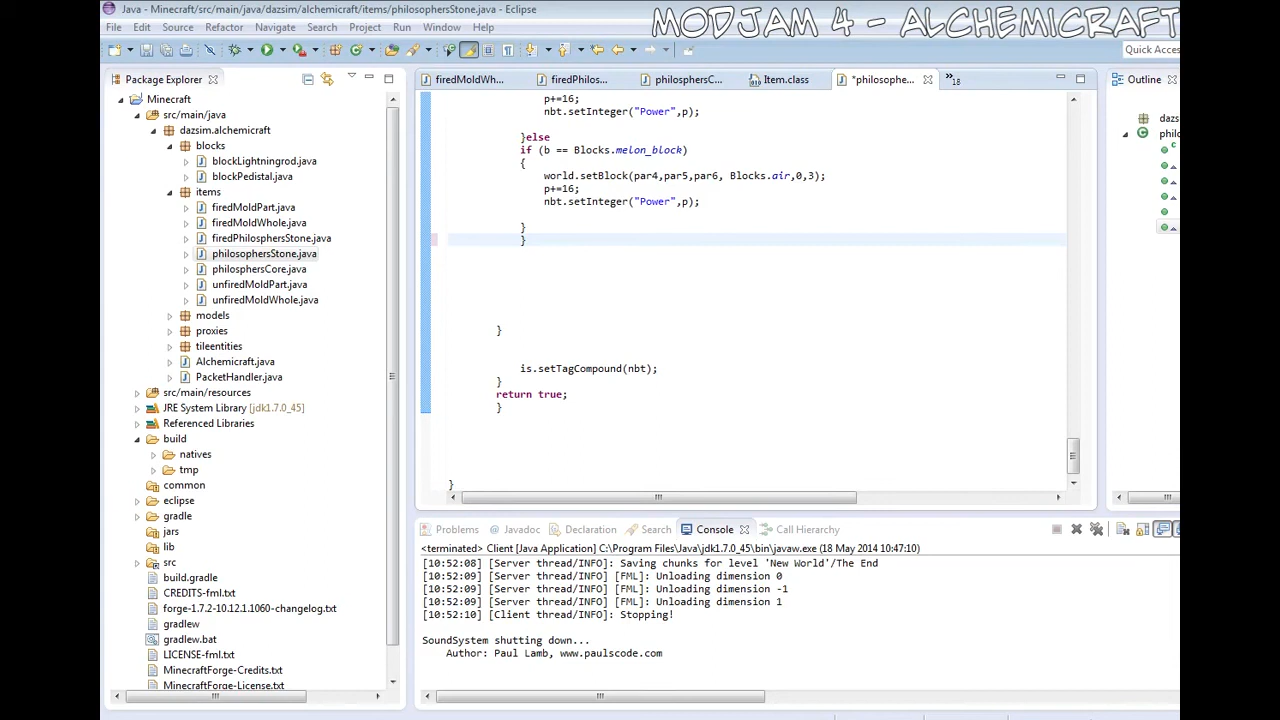 MODJAM 4 - ALCHEMICRAFT
Java - Minecraft/src/main/java/dazsim/alchemicraft/items/philosophersStone.java - Eclipse
File Edit Source Refactor Navigate Search Project Run Window Help
Quick Acces
Package Explorer
firedMoldWh... firedPhilos... philosphersC... Item.class *philosophe... »18
Outline
Minecraft
src/main/java
dazsim.alchemicraft
blocks
blockLightningrod.java
blockPedistal.java
items
firedMoldPart.java
firedMoldWhole.java
firedPhilosphersStone.java
philosophersStone.java
philosphersCore.java
unfiredMoldPart.java
unfiredMoldWhole.java
models
proxies
tileentities
Alchemicraft.java
PacketHandler.java
src/main/resources
JRE System Library [jdk1.7.0_45]
Referenced Libraries
build
natives
tmp
common
eclipse
gradle
jars
lib
src
build.gradle
CREDITS-fml.txt
forge-1.7.2-10.12.1.1060-changelog.txt
gradlew
gradlew.bat
LICENSE-fml.txt
MinecraftForge-Credits.txt
MinecraftForge-License.txt
p+=16;
nbt.setInteger("Power",p);
}else
if (b == Blocks.melon_block)
{
world.setBlock(par4,par5,par6, Blocks.air,0,3);
p+=16;
nbt.setInteger("Power",p);
}
}
}
is.setTagCompound(nbt);
}
return true;
}
}
dazs
philo
Problems Javadoc Declaration Search Console Call Hierarchy
<terminated> Client [Java Application] C:\Program Files\Java\jdk1.7.0_45\bin\javaw.exe (18 May 2014 10:47:10)
[10:52:08] [Server thread/INFO]: Saving chunks for level 'New World'/The End
[10:52:09] [Server thread/INFO] [FML]: Unloading dimension 0
[10:52:09] [Server thread/INFO] [FML]: Unloading dimension -1
[10:52:09] [Server thread/INFO] [FML]: Unloading dimension 1
[10:52:10] [Client thread/INFO]: Stopping!
SoundSystem shutting down...
Author: Paul Lamb, www.paulscode.com